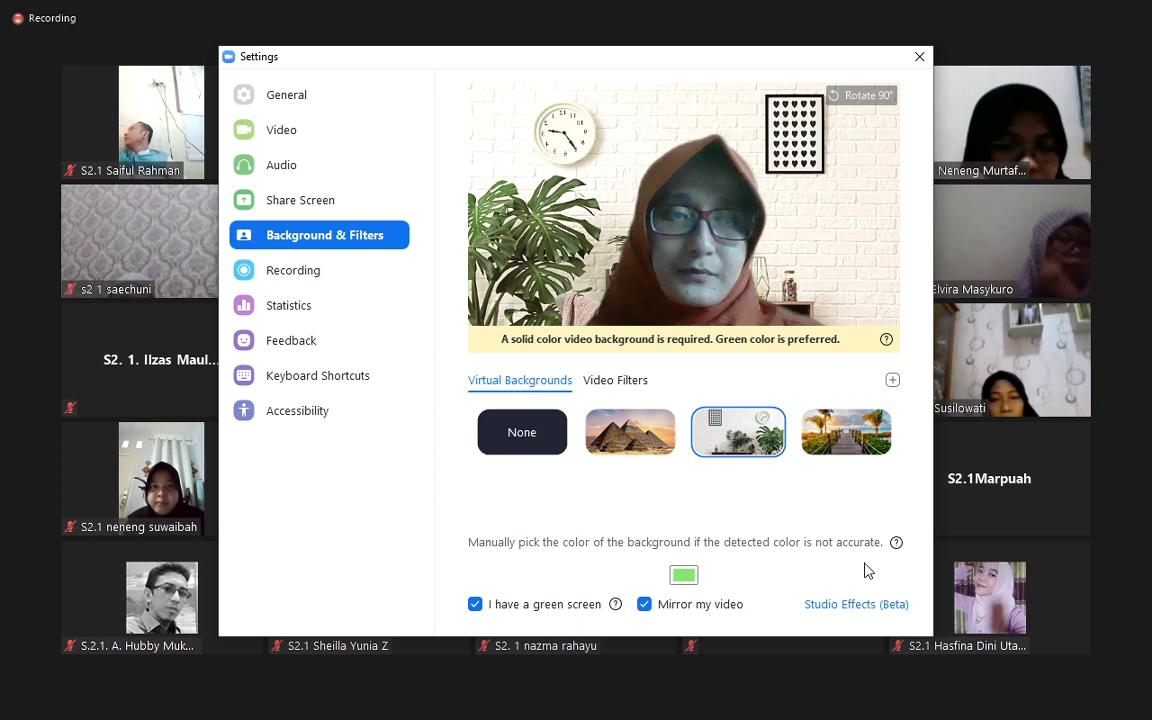 Recording
Settings
General
Video
Audio
Share Screen
Background & Filters
Recording
Statistics
Feedback
Keyboard Shortcuts
Accessibility
Rotate 90°
A solid color video background is required. Green color is preferred.
Virtual Backgrounds Video Filters
None
Manually pick the color of the background if the detected color is not accurate.
I have a green screen
Mirror my video
Studio Effects (Beta)
S2.1 Saiful Rahman
Neneng Murtaf...
s2 1 saechuni
Elvira Masykuro
S2. 1. Ilzas Maul...
Susilowati
S2.1 neneng suwaibah
S2.1Marpuah
S.2.1. A. Hubby Muk...
S2.1 Sheilla Yunia Z
S2. 1 nazma rahayu
S2.1 Hasfina Dini Uta...